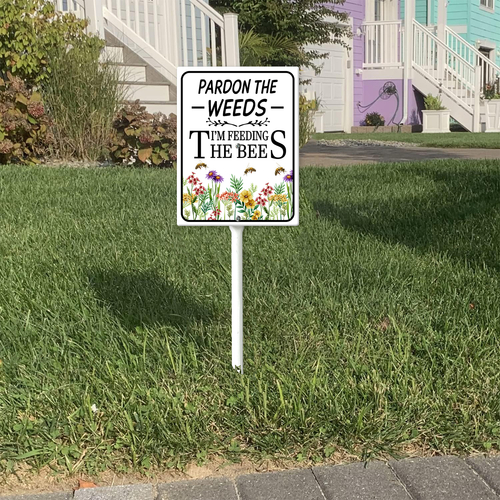 PARDON THE
WEEDS
I'M FEEDING
THE BEES